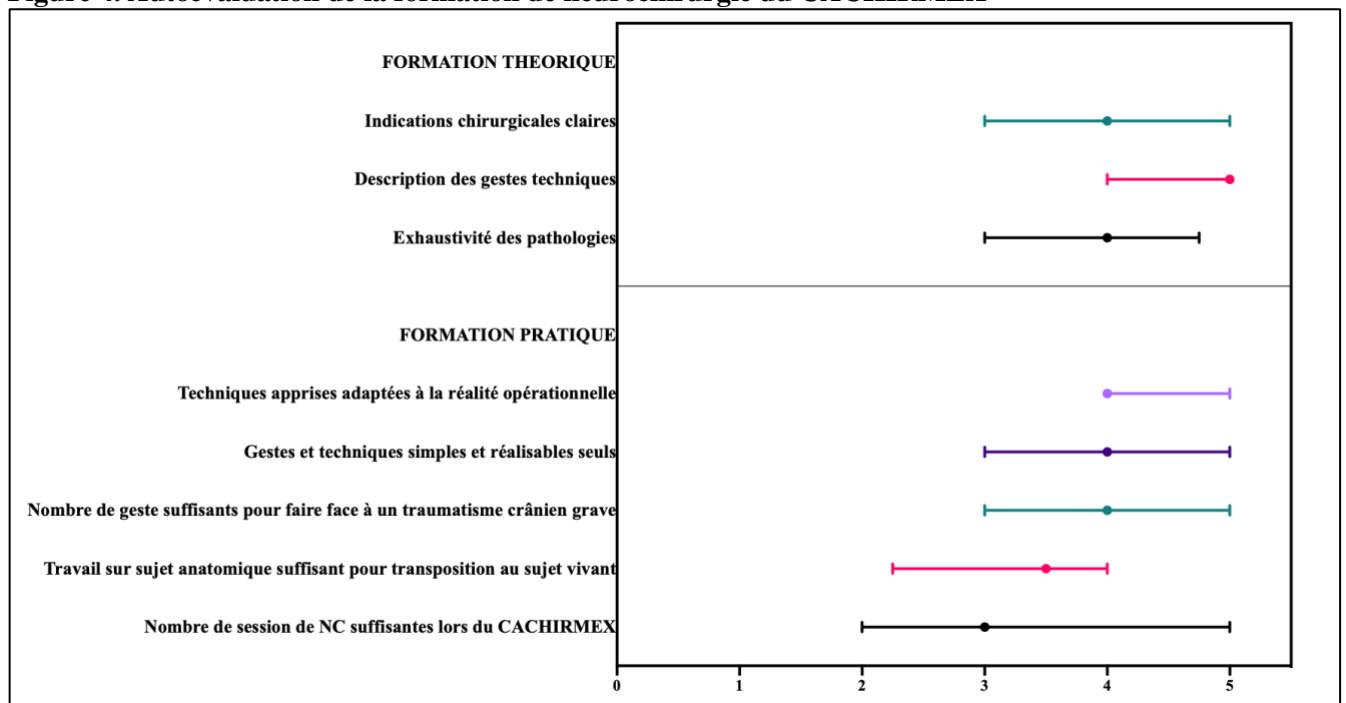 FORMATION THEORIQUE
Indications chirurgicales claires
Description des gestes techniques
Exhaustivité des pathologies
FORMATION PRATIQUE
Techniques apprises adaptées à la réalité opérationnelle
Gestes et techniques simples et réalisables seuls
Nombre de geste suffisants pour faire face à un traumatisme crânien grave
Travail sur sujet anatomique suffisant pour transposition au sujet vivant
Nombre de session de NC suffisantes lors du CACHIRMEX
0 1 2 3 4 5